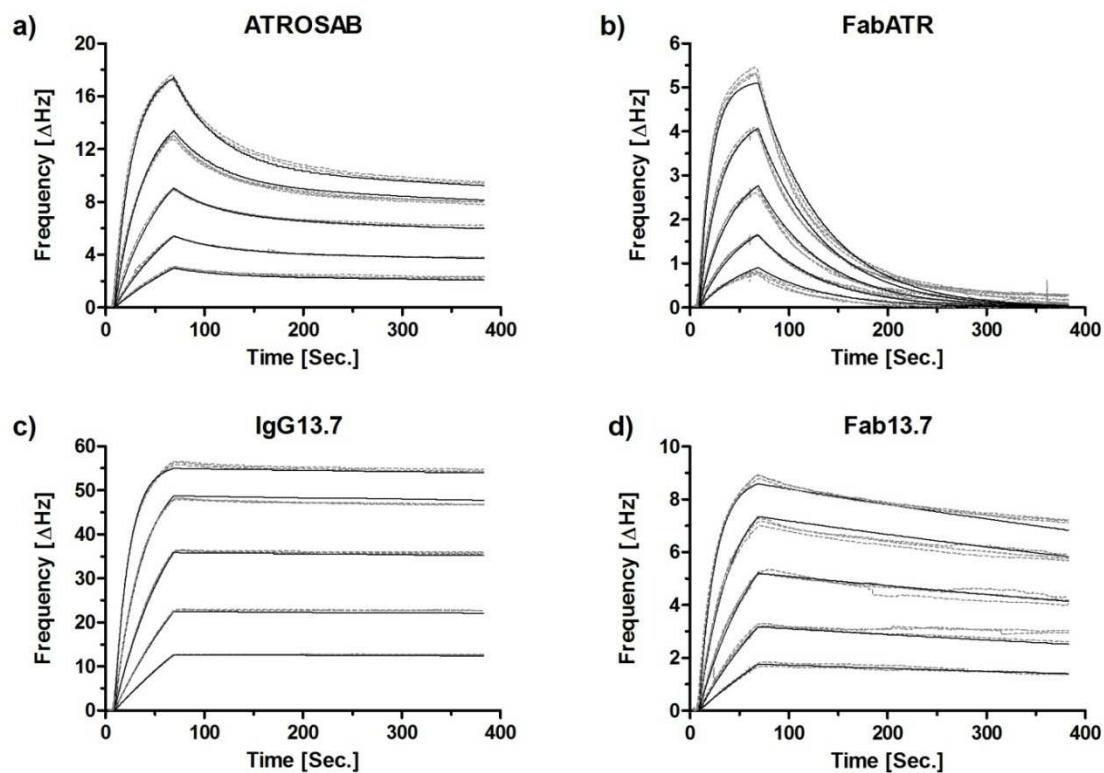 a)
ATROSAB
20
16
12
8
4
0
Frequency [ΔHz]
0 100 200 300 400
Time [Sec.]
b)
FabATR
6
5
4
3
2
1
0
Frequency [ΔHz]
0 100 200 300 400
Time [Sec.]
c)
IgG13.7
60
50
40
30
20
10
0
Frequency [ΔHz]
0 100 200 300 400
Time [Sec.]
d)
Fab13.7
10
8
6
4
2
0
Frequency [ΔHz]
0 100 200 300 400
Time [Sec.]